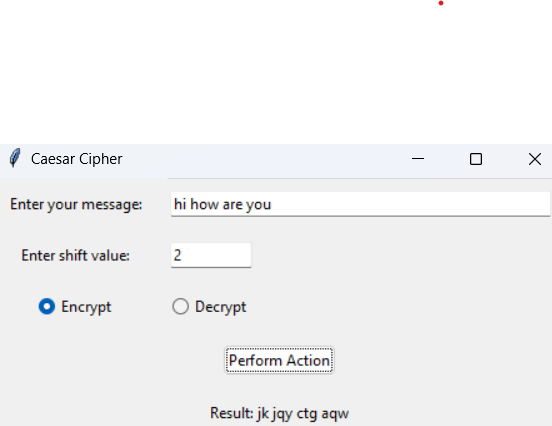 Caesar Cipher
Enter your message: hi how are you
Enter shift value: 2
Encrypt Decrypt
Perform Action
Result: jk jqy ctg aqw